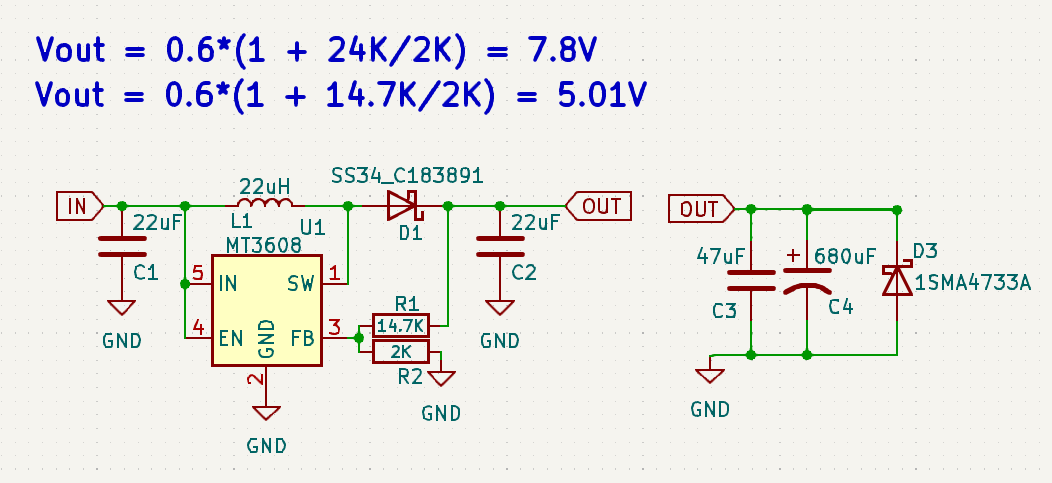 Vout = 0.6*(1 + 24K/2K) = 7.8V
Vout = 0.6*(1 + 14.7K/2K) = 5.01V
SS34_C183891
22uH
IN
22uF
L1
U1
D1
22uF
OUT
OUT
MT3608
C1
C2
47uF
+
680uF
D3
1SMA4733A
C3
C4
5
IN
SW
1
GND
4
EN
GND
FB
3
R1
14.7K
2K
R2
GND
GND
2
GND
GND